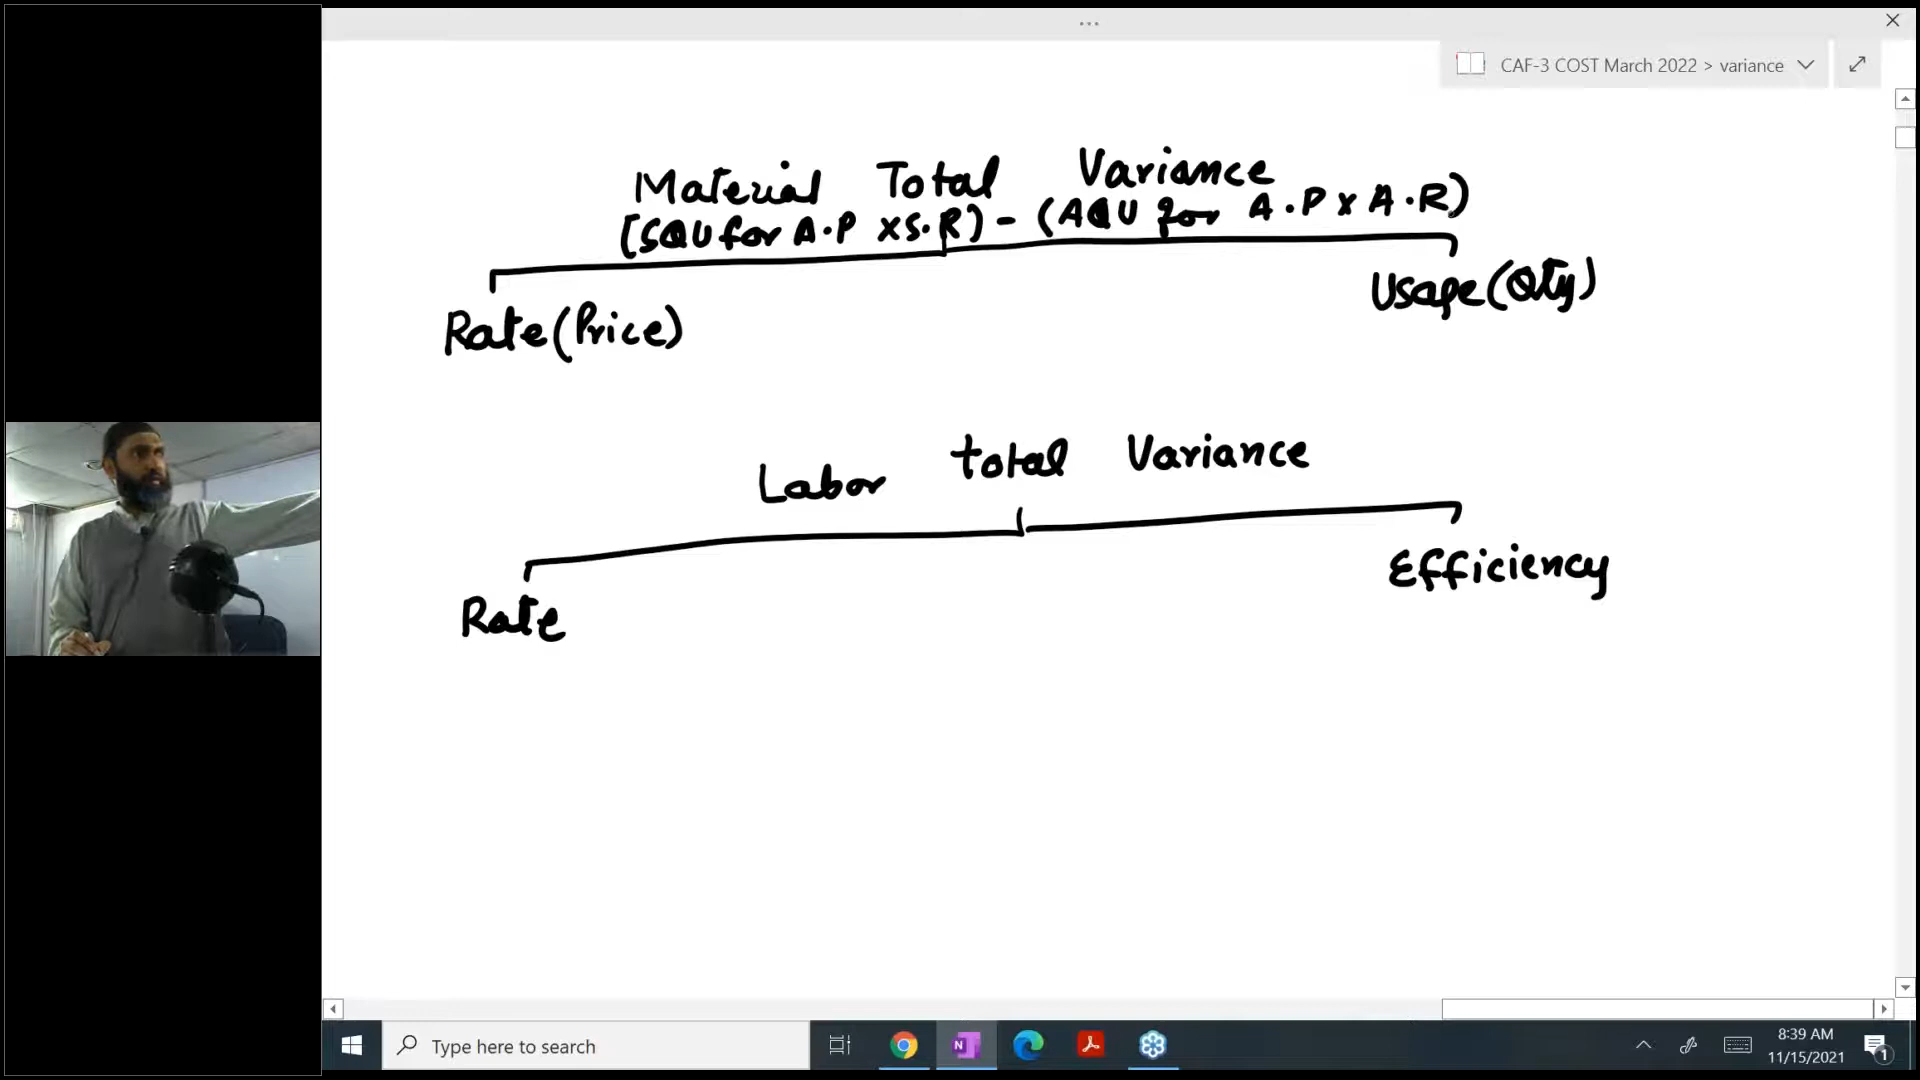 CAF-3 COST March 2022 > variance
Material Total Variance
[SQU for A.P x S.R) - (AQU for A.P x A.R)
Rate (Price)
Usage (Qty)
Labor total Variance
Rate
Efficiency
Type here to search
8:39 AM
11/15/2021
1